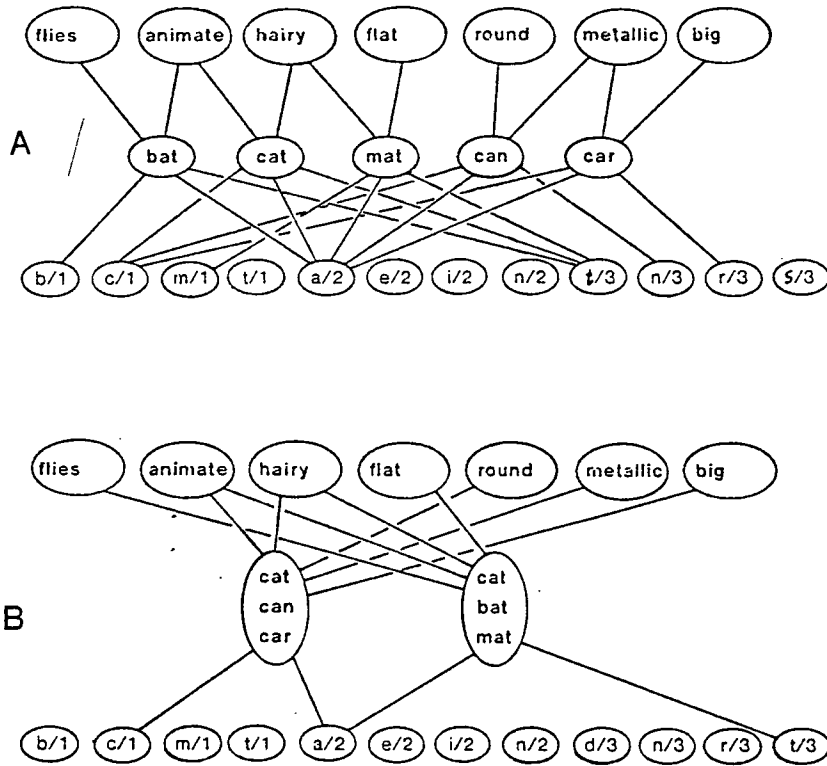 flies animate hairy flat round metallic big
A
bat cat mat can car
b/1 c/1 m/1 t/1 a/2 e/2 i/2 n/2 t/3 n/3 r/3 s/3
flies animate hairy flat round metallic big
cat cat
can bat
B
car mat
b/1 c/1 m/1 t/1 a/2 e/2 i/2 n/2 d/3 n/3 r/3 t/3